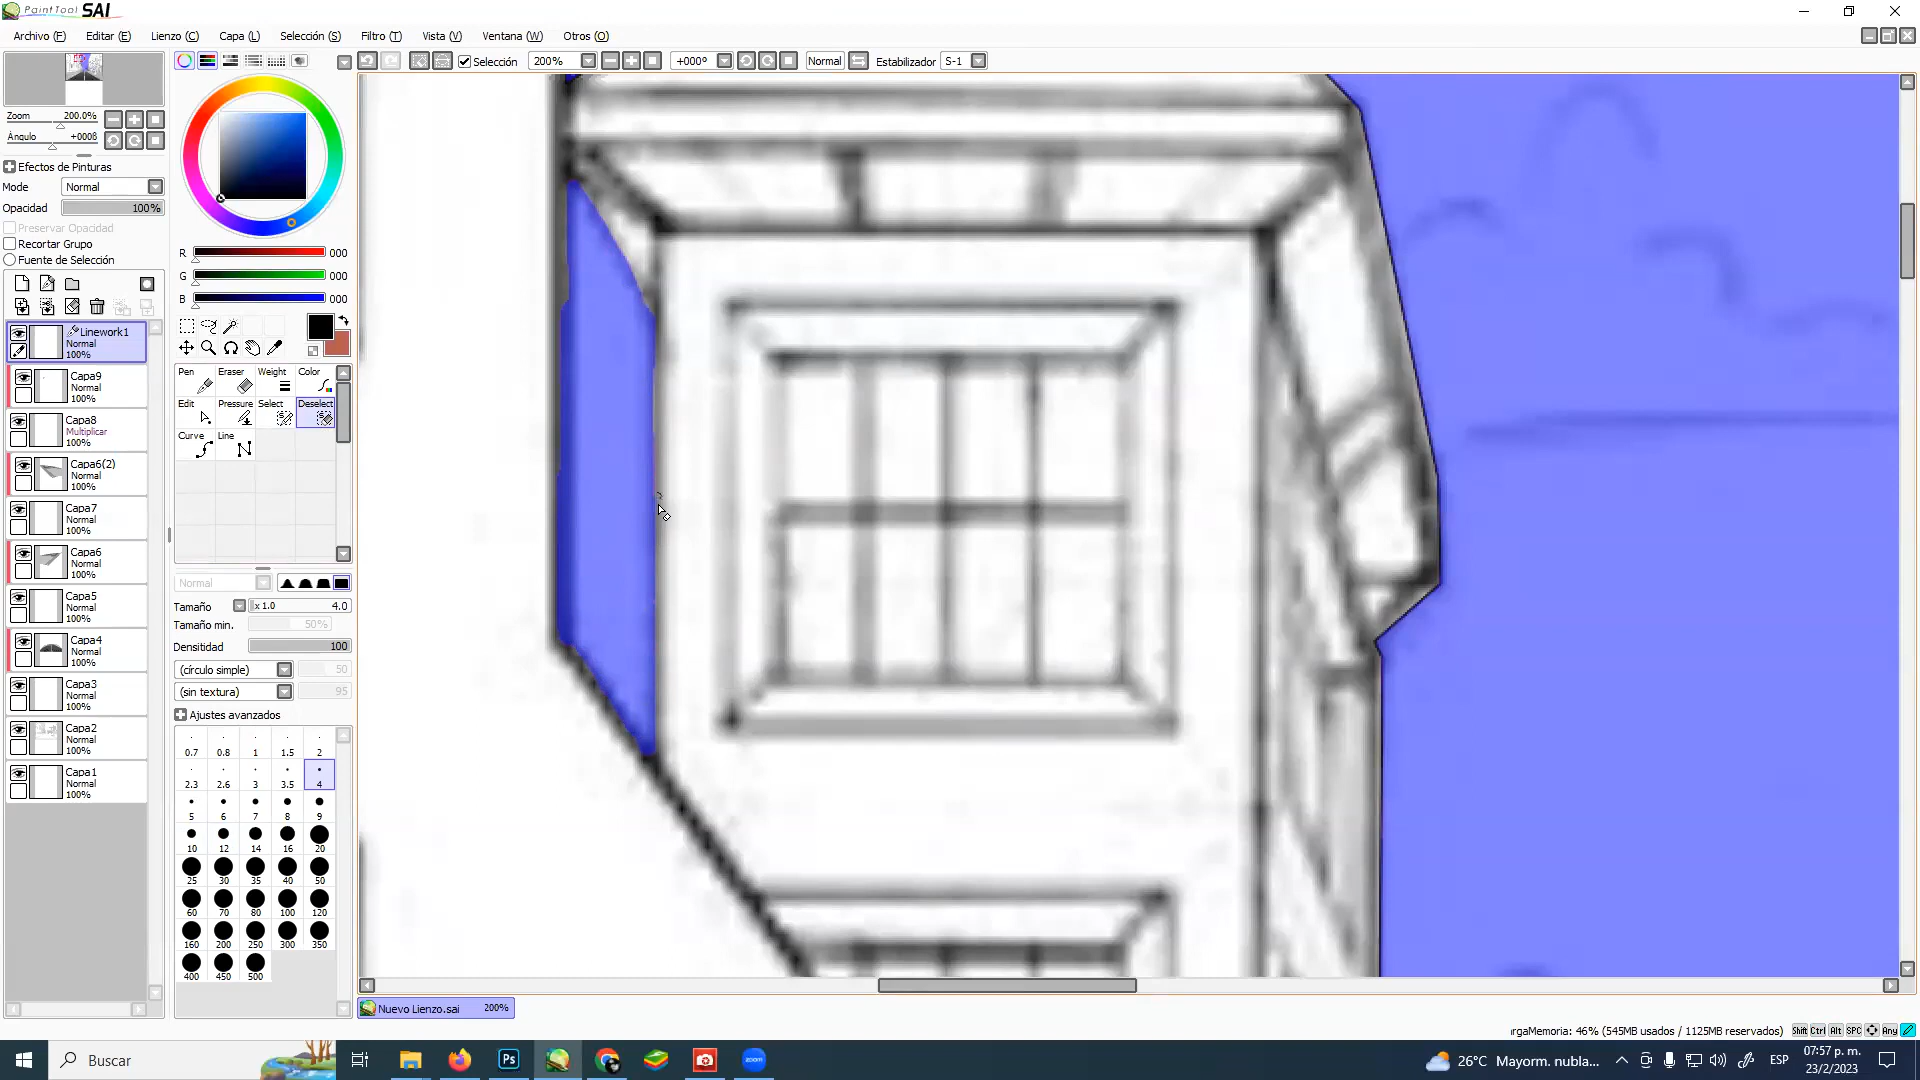 PaintTool SAI
Archivo (F) Editar (E) Lienzo (C) Capa (L) Selección (S) Filtro (T) Vista (V) Ventana (W) Otros (O)
Selección 200% +000° Normal Estabilizador S-1
Zoom 200.0%
Ángulo +000ß
Efectos de Pinturas
Mode Normal
Opacidad 100%
Preservar Opacidad
Recortar Grupo
Fuente de Selección
Linework1
Normal
100%
Capa9
Normal
100%
Capa8
Multiplicar
100%
Capa6(2)
Normal
100%
Capa7
Normal
100%
Capa6
Normal
100%
Capa5
Normal
100%
Capa4
Normal
100%
Capa3
Normal
100%
Capa2
Normal
100%
Capa1
Normal
100%
R 000
G 000
B 000
Pen Eraser Weight Color
Edit Pressure Select Deselect
Curve Line
Normal
Tamaño x 1.0 4.0
Tamaño min. 50%
Densitidad 100
(círculo simple) 50
(sin textura) 95
Ajustes avanzados
0.7 0.8 1 1.5 2
2.3 2.6 3 3.5 4
5 6 7 8 9
10 12 14 16 20
25 30 35 40 50
60 70 80 100 120
160 200 250 300 350
400 450 500
Nuevo Lienzo.sai 200%
ırgaMemoria: 46% (545MB usados / 1125MB reservados) Shift Ctrl Alt SPC Any
Buscar
Ps
zoom
26°C Mayorm. nubla...
ESP
07:57 p. m.
23/2/2023